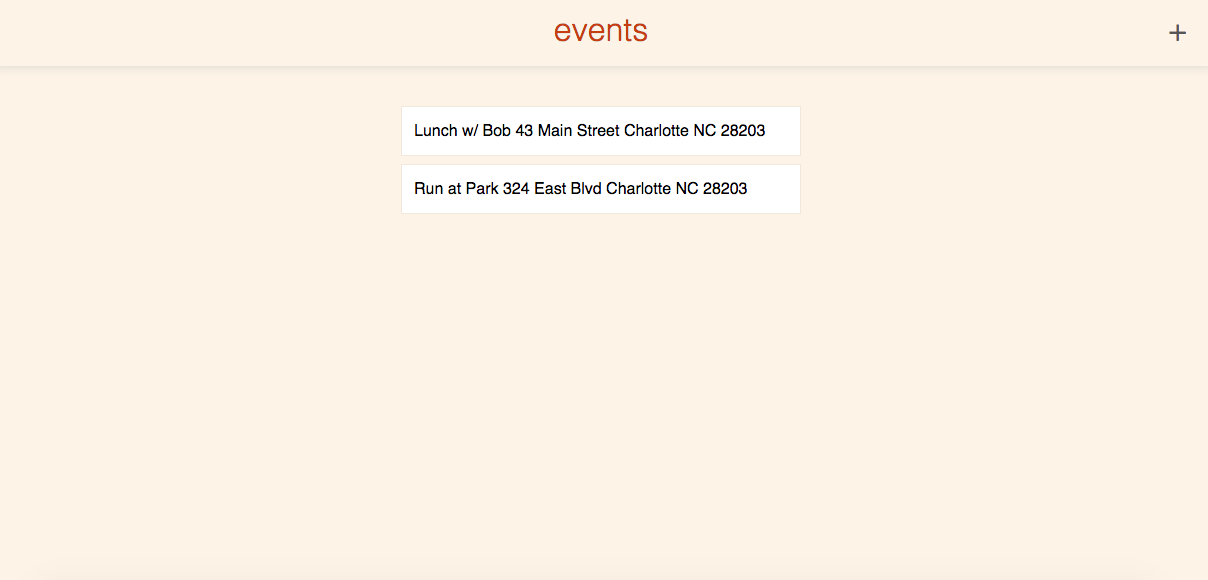 events
+
Lunch w/ Bob 43 Main Street Charlotte NC 28203
Run at Park 324 East Blvd Charlotte NC 28203